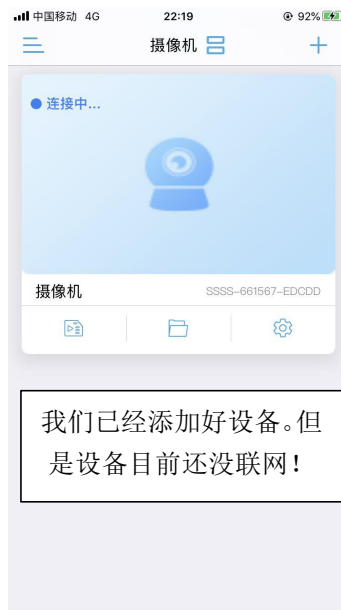 中国移动 4G 22:19 92%
摄像机
连接中...
摄像机 SSSS-661567-EDCDD
我们已经添加好设备。但
是设备目前还没联网!